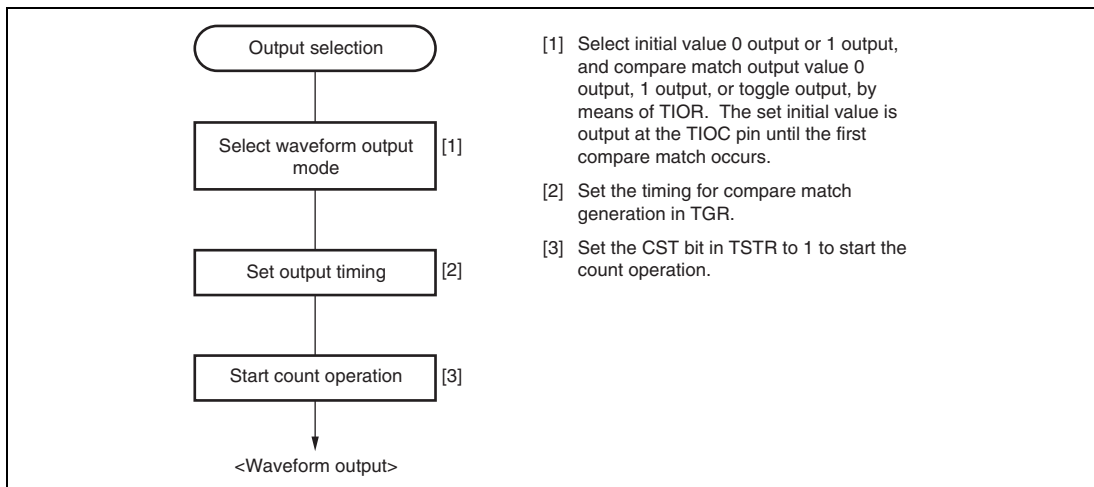 Output selection
Select waveform output
mode
[1]
Set output timing
[2]
Start count operation
[3]
<Waveform output>
[1] Select initial value 0 output or 1 output,
and compare match output value 0
output, 1 output, or toggle output, by
means of TIOR. The set initial value is
output at the TIOC pin until the first
compare match occurs.
[2] Set the timing for compare match
generation in TGR.
[3] Set the CST bit in TSTR to 1 to start the
count operation.